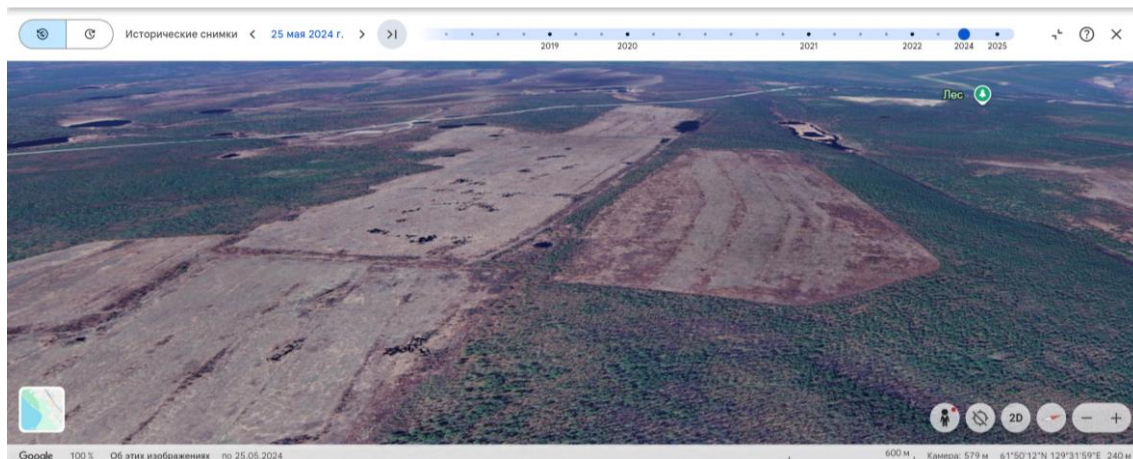 Исторические снимки 25 мая 2024 г.
2019 2020 2021 2022 2024 2025
Лес
2D
Google 100 % Об этих изображениях по 25.05.2024 600 м Камера: 579 м 61°50'12"N 129°31'59"E 240 м